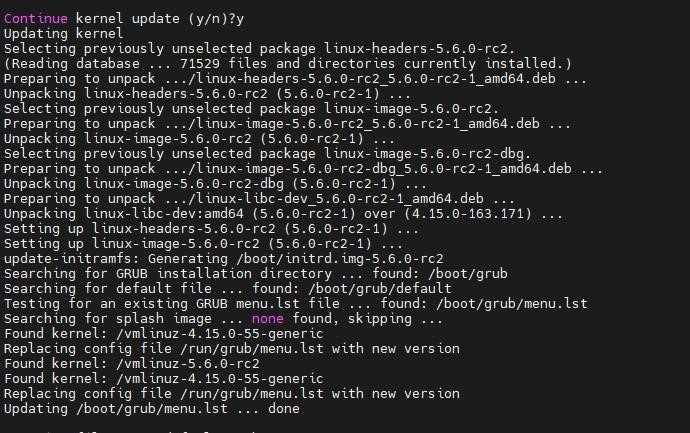 Continue kernel update (y/n)?y
Updating kernel
Selecting previously unselected package linux-headers-5.6.0-rc2.
(Reading database ... 71529 files and directories currently installed.)
Preparing to unpack .../linux-headers-5.6.0-rc2_5.6.0-rc2-1_amd64.deb ...
Unpacking linux-headers-5.6.0-rc2 (5.6.0-rc2-1) ...
Selecting previously unselected package linux-image-5.6.0-rc2.
Preparing to unpack .../linux-image-5.6.0-rc2_5.6.0-rc2-1_amd64.deb ...
Unpacking linux-image-5.6.0-rc2 (5.6.0-rc2-1) ...
Selecting previously unselected package linux-image-5.6.0-rc2-dbg.
Preparing to unpack .../linux-image-5.6.0-rc2-dbg_5.6.0-rc2-1_amd64.deb ...
Unpacking linux-image-5.6.0-rc2-dbg (5.6.0-rc2-1) ...
Preparing to unpack .../linux-libc-dev_5.6.0-rc2-1_amd64.deb ...
Unpacking linux-libc-dev:amd64 (5.6.0-rc2-1) over (4.15.0-163.171) ...
Setting up linux-headers-5.6.0-rc2 (5.6.0-rc2-1) ...
Setting up linux-image-5.6.0-rc2 (5.6.0-rc2-1) ...
update-initramfs: Generating /boot/initrd.img-5.6.0-rc2
Searching for GRUB installation directory ... found: /boot/grub
Searching for default file ... found: /boot/grub/default
Testing for an existing GRUB menu.lst file ... found: /boot/grub/menu.lst
Searching for splash image ... none found, skipping ...
Found kernel: /vmlinuz-4.15.0-55-generic
Replacing config file /run/grub/menu.lst with new version
Found kernel: /vmlinuz-5.6.0-rc2
Found kernel: /vmlinuz-4.15.0-55-generic
Replacing config file /run/grub/menu.lst with new version
Updating /boot/grub/menu.lst ... done